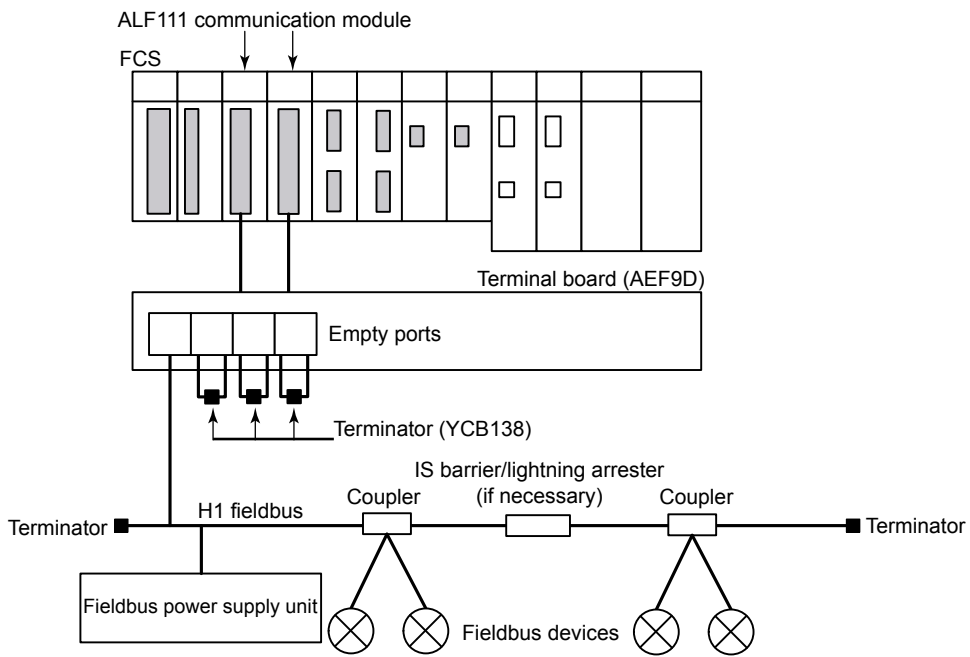 ALF111 communication module
FCS
Terminal board (AEF9D)
Empty ports
Terminator (YCB138)
IS barrier/lightning arrester
(if necessary)
Coupler
Coupler
H1 fieldbus
Terminator
Terminator
Fieldbus power supply unit
Fieldbus devices